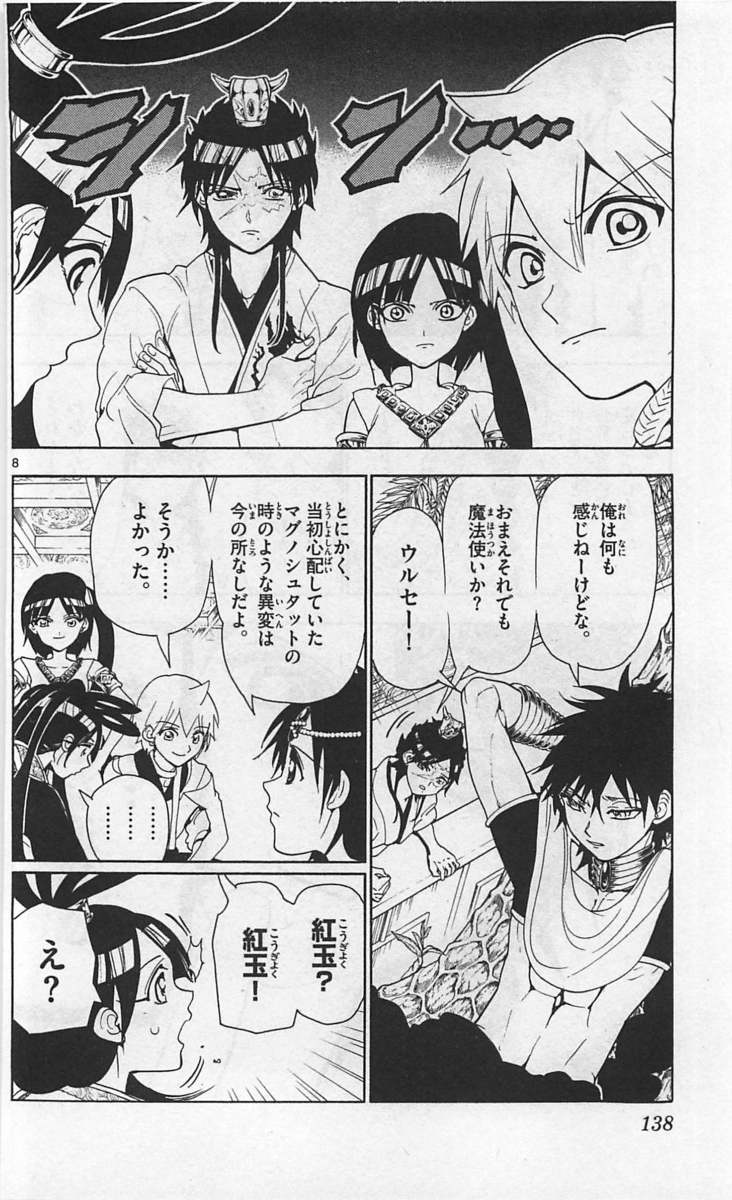 シン…
8
俺は何も
感じねーけどな。
おまえそれでも
魔法使いか?
ウルセー!
とにかく、
当初心配していた
マグノシュタットの
時のような異変は
今の所なしだよ。
そうか……
よかった。
………
………
紅玉?
紅玉!
え?
138